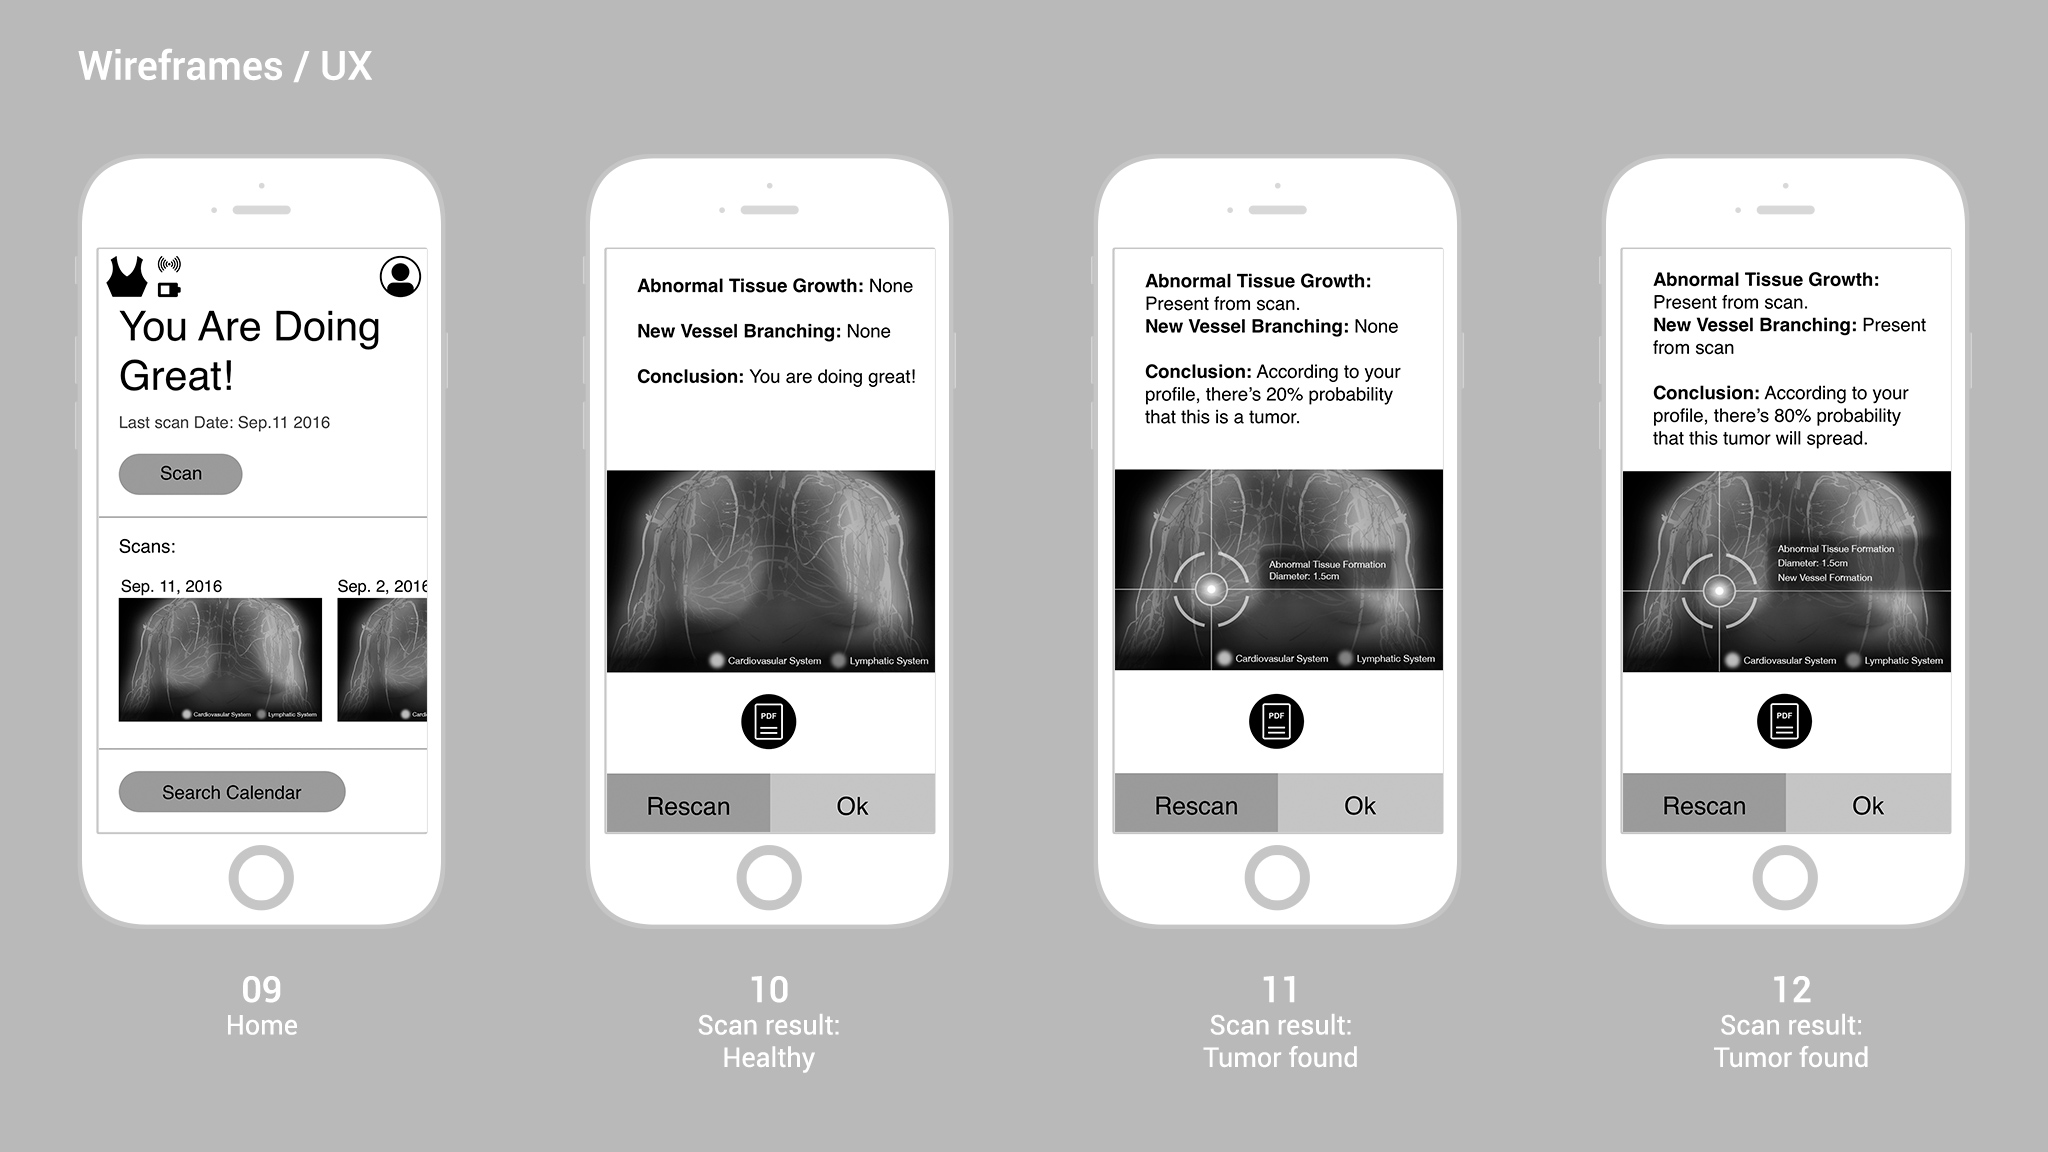 Wireframes / UX
You Are Doing
Great!
Last scan Date: Sep.11 2016
Scan
Scans:
Sep. 11, 2016
Sep. 2, 2016
Cardiovasular System
Lymphatic System
Cardi
Search Calendar
09
Home
Abnormal Tissue Growth: None
New Vessel Branching: None
Conclusion: You are doing great!
Cardiovasular System
Lymphatic System
PDF
Rescan
Ok
10
Scan result:
Healthy
Abnormal Tissue Growth:
Present from scan.
New Vessel Branching: None
Conclusion: According to your
profile, there's 20% probability
that this is a tumor.
Abnormal Tissue Formation
Diameter: 1.5cm
Cardiovasular System
Lymphatic System
PDF
Rescan
Ok
11
Scan result:
Tumor found
Abnormal Tissue Growth:
Present from scan.
New Vessel Branching: Present
from scan
Conclusion: According to your
profile, there's 80% probability
that this tumor will spread.
Abnormal Tissue Formation
Diameter: 1.5cm
New Vessel Formation
Cardiovasular System
Lymphatic System
PDF
Rescan
Ok
12
Scan result:
Tumor found